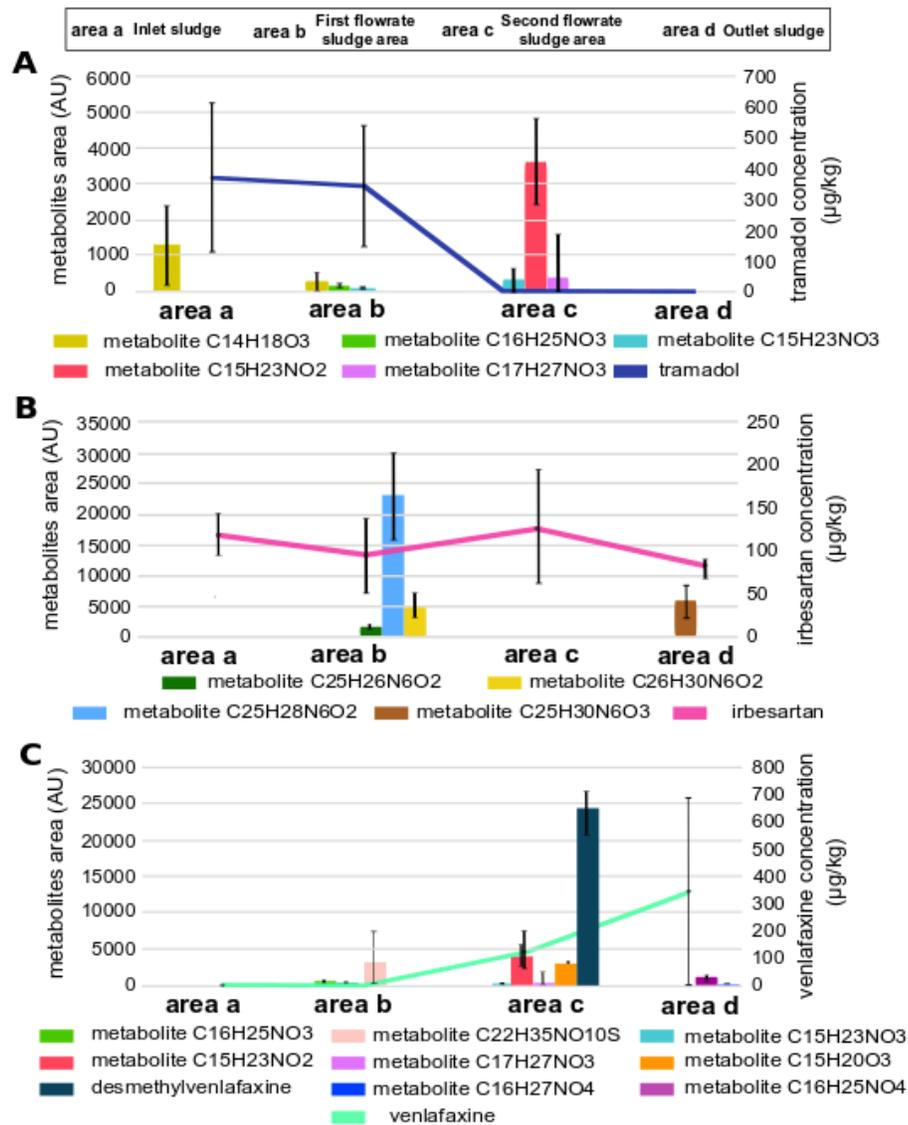 area a Inlet sludge area b First flowrate sludge area area c Second flowrate sludge area area d Outlet sludge
A
metabolites area (AU)
6000
5000
4000
3000
2000
1000
0
700
600
500
400
300
200
100
0
tramadol concentration
(µg/kg)
area a area b area c area d
metabolite C14H18O3 metabolite C16H25NO3 metabolite C15H23NO3
metabolite C15H23NO2 metabolite C17H27NO3 tramadol
B
metabolites area (AU)
35000
30000
25000
20000
15000
10000
5000
0
250
200
150
100
50
0
irbesartan concentration
(µg/kg)
area a area b area c area d
metabolite C25H26N6O2 metabolite C26H30N6O2
metabolite C25H28N6O2 metabolite C25H30N6O3 irbesartan
C
metabolites area (AU)
30000
25000
20000
15000
10000
5000
0
800
700
600
500
400
300
200
100
0
venlafaxine concentration
(µg/kg)
area a area b area c area d
metabolite C16H25NO3 metabolite C22H35NO10S metabolite C15H23NO3
metabolite C15H23NO2 metabolite C17H27NO3 metabolite C15H20O3
desmethylvenlafaxine metabolite C16H27NO4 metabolite C16H25NO4
venlafaxine